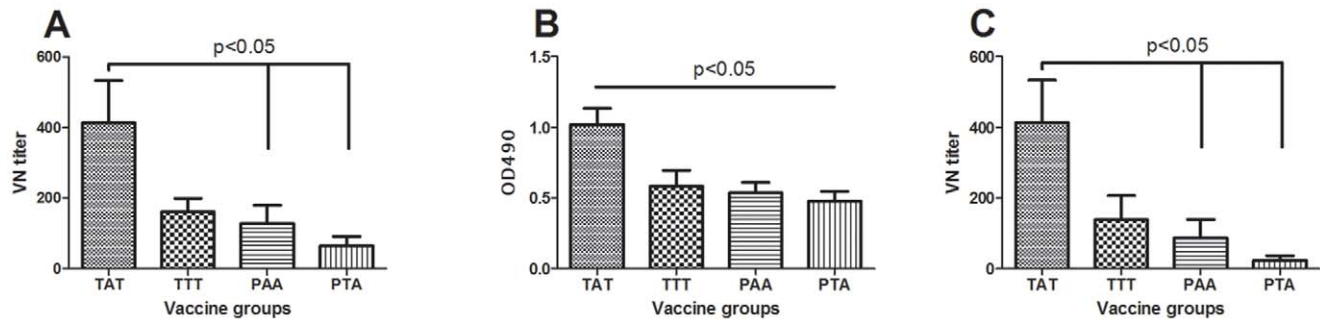 A
p<0.05
600
400
200
0
VN titer
TAT TTT PAA PTA
Vaccine groups
B
p<0.05
1.5
1.0
0.5
0.0
OD490
TAT TTT PAA PTA
Vaccine groups
C
p<0.05
600
400
200
0
VN titer
TAT TTT PAA PTA
Vaccine groups